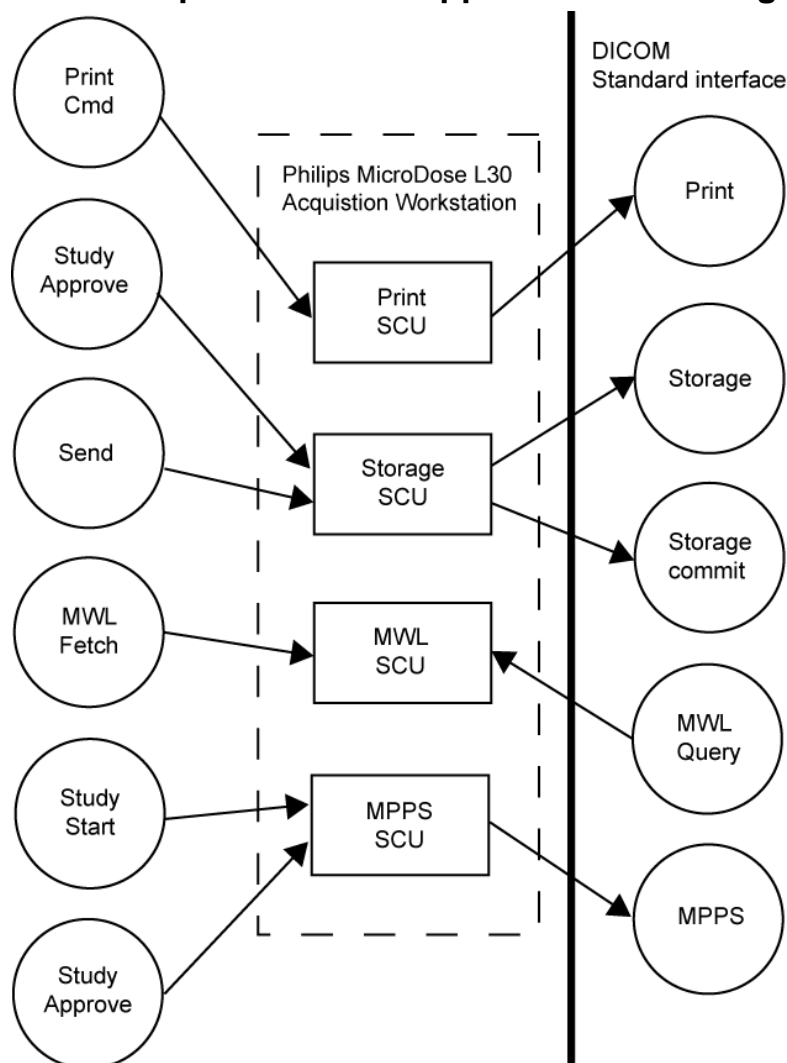 DICOM
Standard interface
Print
Cmd
Philips MicroDose L30
Acquistion Workstation
Print
Study
Approve
Print
SCU
Storage
Send
Storage
SCU
Storage
commit
MWL
Fetch
MWL
SCU
MWL
Query
Study
Start
MPPS
SCU
MPPS
Study
Approve